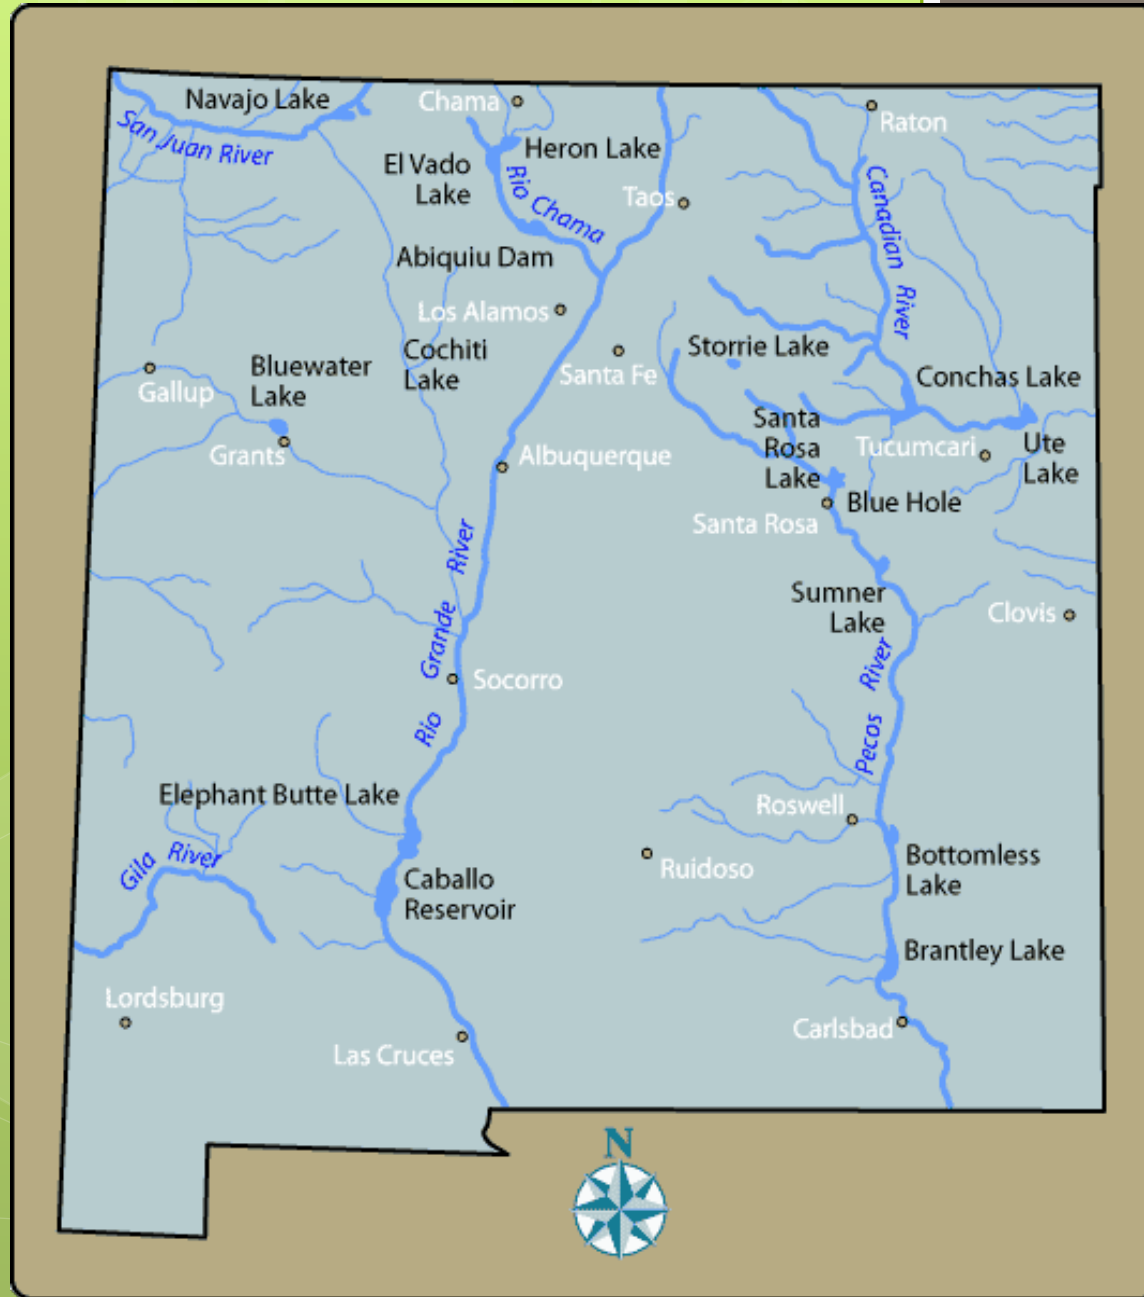 Navajo Lake
San Juan River
Chama
Heron Lake
El Vado
Lake
Rio Chama
Taos
Raton
Canadian River
Abiquiu Dam
Los Alamos
Cochiti
Lake
Santa Fe
Storrie Lake
Conchas Lake
Gallup
Bluewater
Lake
Grants
Albuquerque
Santa
Rosa
Lake
Tucumcari
Ute
Lake
Blue Hole
Santa Rosa
Sumner
Lake
Clovis
Rio Grande River
Socorro
Pecos River
Elephant Butte Lake
Roswell
Gila River
Caballo
Reservoir
Ruidoso
Bottomless
Lake
Brantley Lake
Lordsburg
Las Cruces
Carlsbad
N